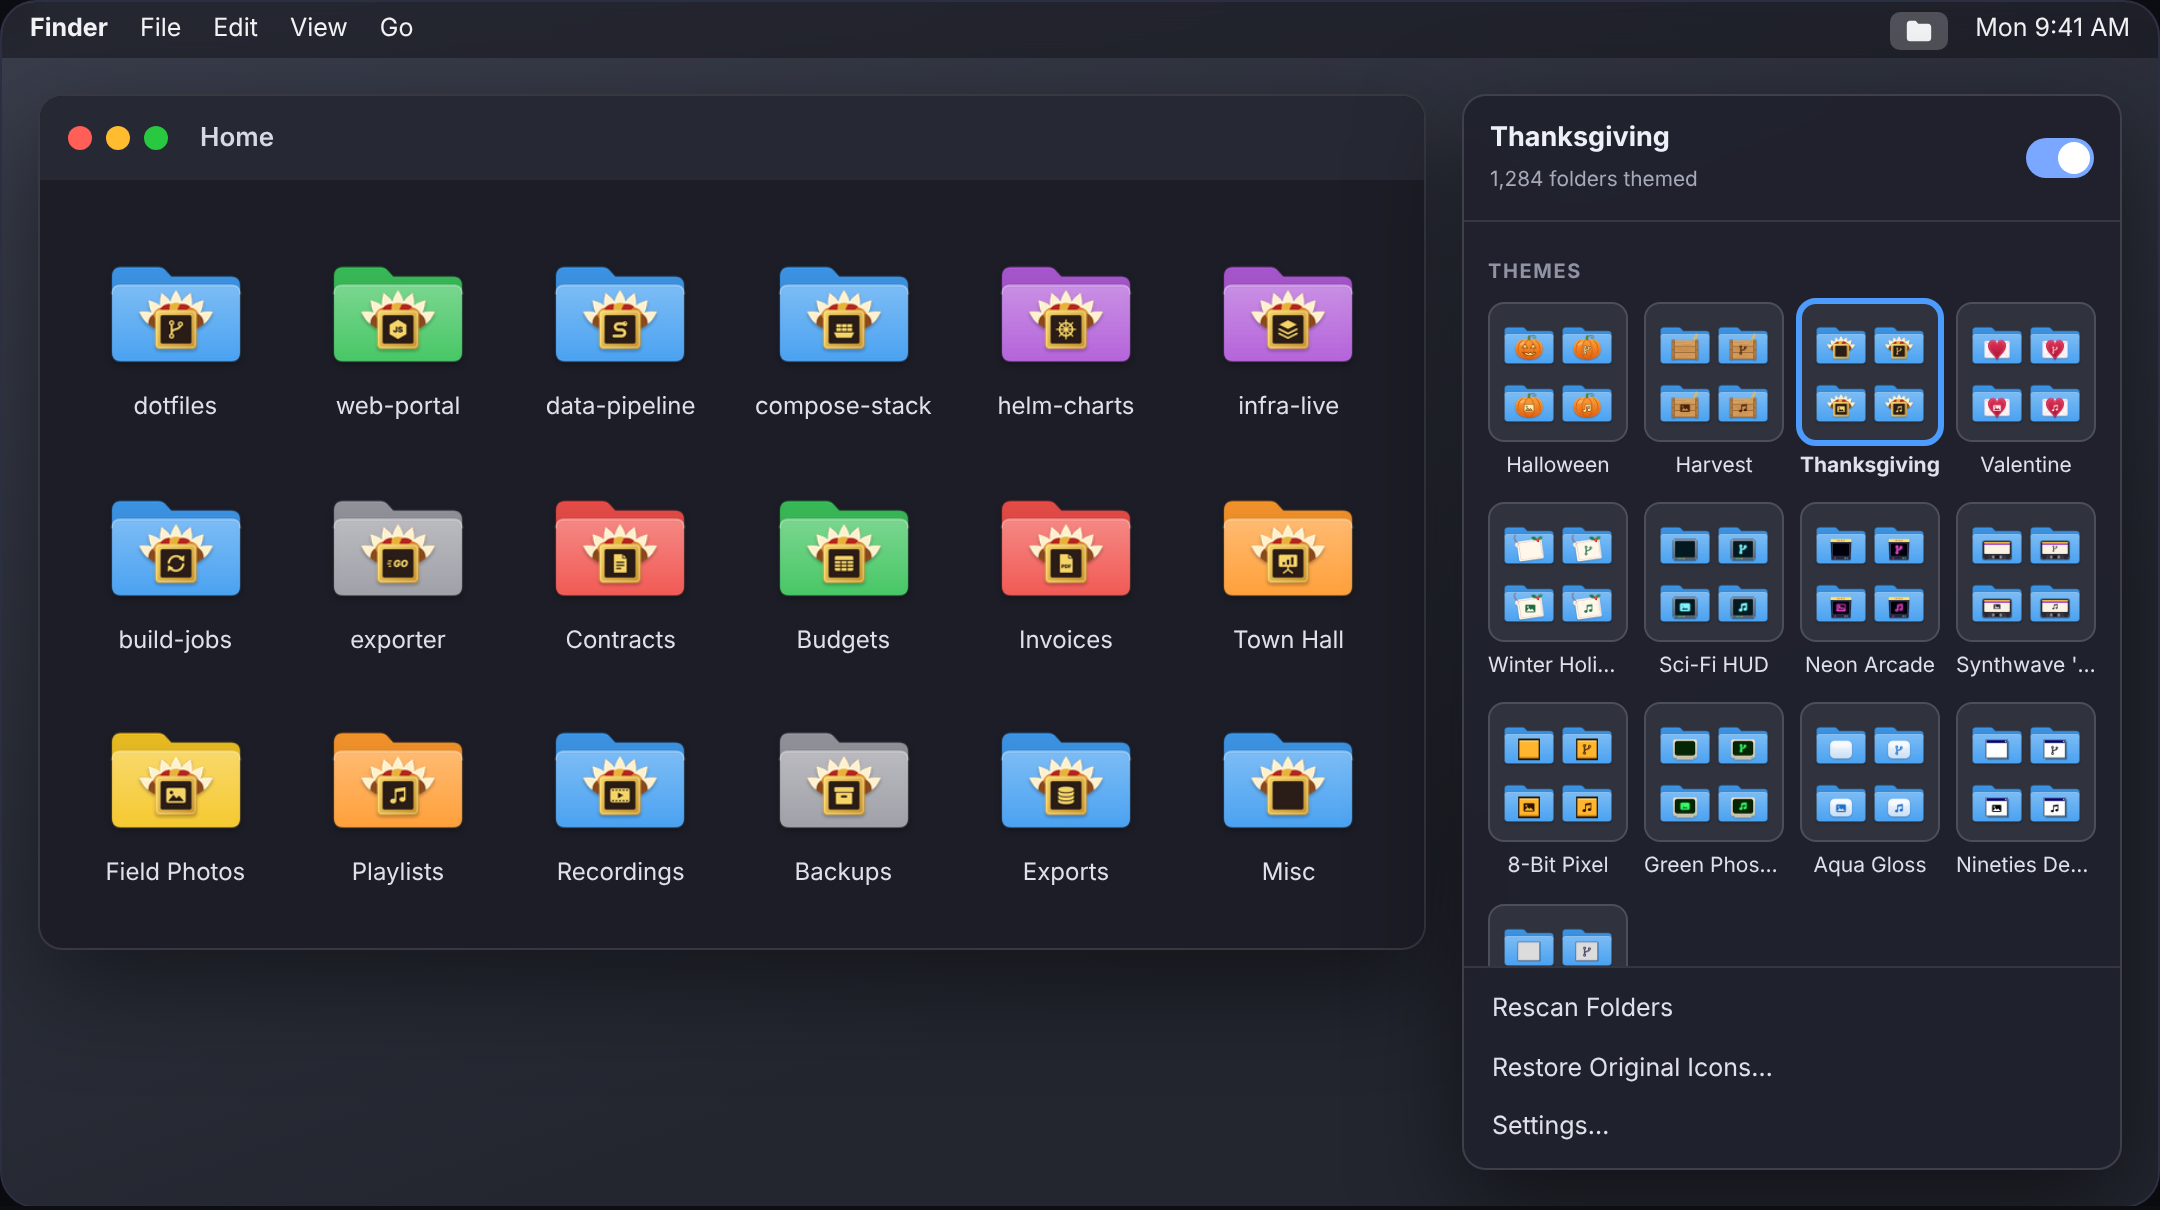 Finder File Edit View Go Mon 9:41 AM
Home
dotfiles web-portal data-pipeline compose-stack helm-charts infra-live
build-jobs exporter Contracts Budgets Invoices Town Hall
Field Photos Playlists Recordings Backups Exports Misc
JS
S
GO
PDF
Thanksgiving
1,284 folders themed
THEMES
Halloween Harvest Thanksgiving Valentine
Winter Holi... Sci-Fi HUD Neon Arcade Synthwave '...
8-Bit Pixel Green Phos... Aqua Gloss Nineties De...
Rescan Folders
Restore Original Icons...
Settings...